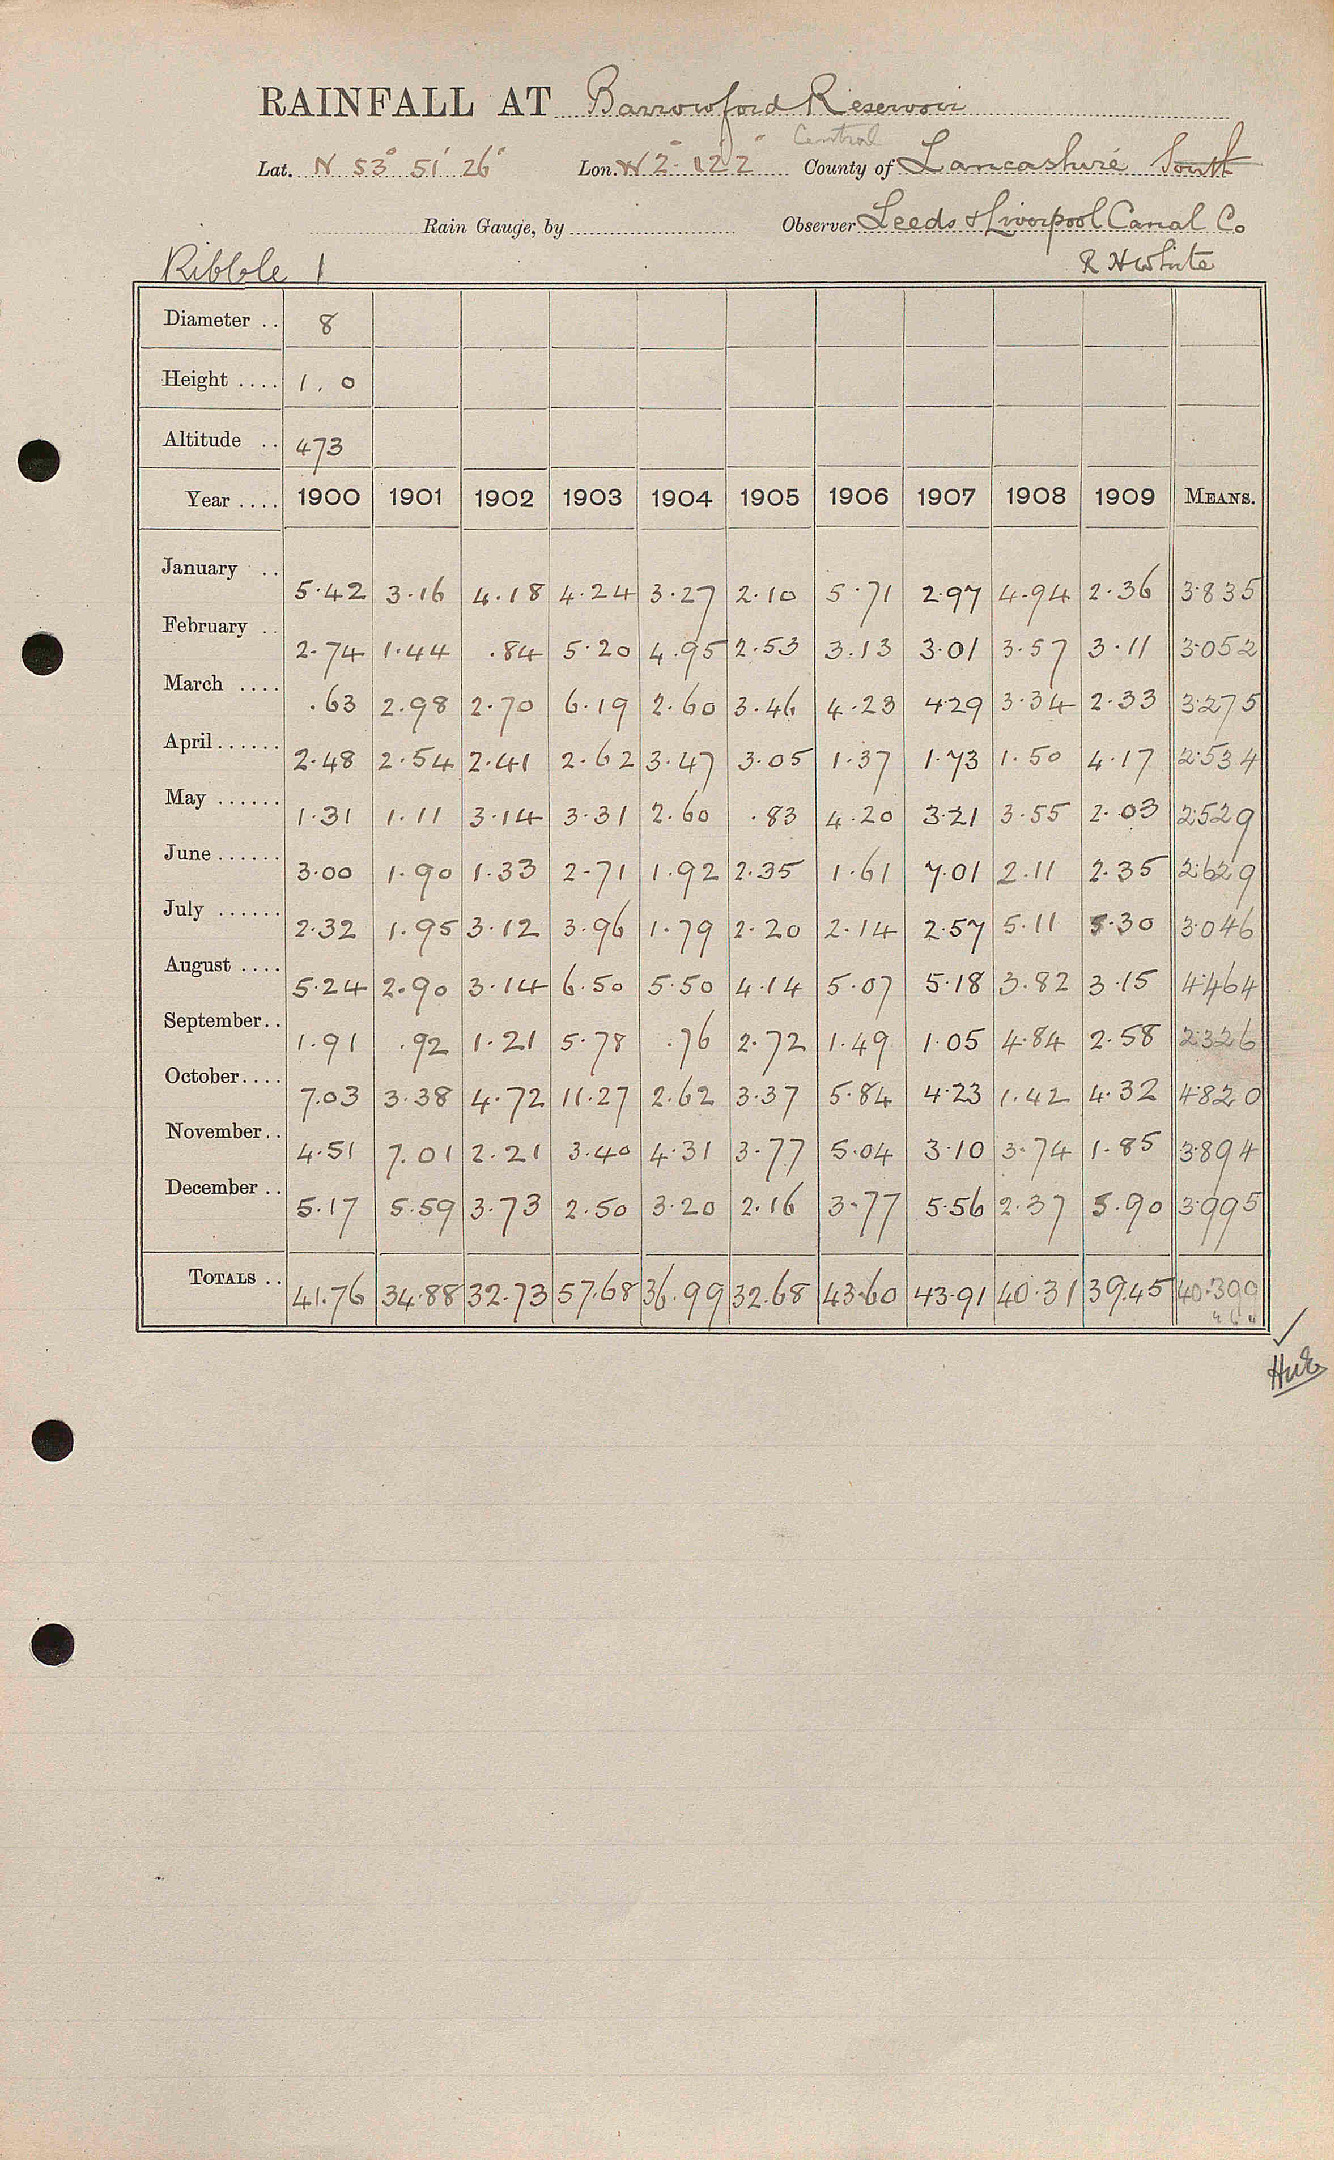 RAINFALL AT Barrowford Reservoir
Central
Lat. N 53° 51' 26" Lon. W 2° 12' 2" County of Lancashire South
Rain Gauge, by Observer Leeds & Liverpool Canal Co
Ribble 1 R H White
Diameter .. 8
Height .... 1. 0
Altitude .. 473
Year .... 1900 1901 1902 1903 1904 1905 1906 1907 1908 1909 MEANS.
January .. 5.42 3.16 4.18 4.24 3.27 2.10 5.71 2.97 4.94 2.36 3.835
February .. 2.74 1.44 .84 5.20 4.95 2.53 3.13 3.01 3.57 3.11 3.052
March .... .63 2.98 2.70 6.19 2.60 3.46 4.23 4.29 3.34 2.33 3.275
April ...... 2.48 2.54 2.41 2.62 3.47 3.05 1.37 1.73 1.50 4.17 2.534
May ...... 1.31 1.11 3.14 3.31 2.60 .83 4.20 3.21 3.55 2.03 2.529
June ...... 3.00 1.90 1.33 2.71 1.92 2.35 1.61 7.01 2.11 2.35 2.629
July ...... 2.32 1.95 3.12 3.96 1.79 2.20 2.14 2.57 5.11 5.30 3.046
August .... 5.24 2.90 3.14 6.50 5.50 4.14 5.07 5.18 3.82 3.15 4.464
September.. 1.91 .92 1.21 5.78 .76 2.72 1.49 1.05 4.84 2.58 2.326
October.... 7.03 3.38 4.72 11.27 2.62 3.37 5.84 4.23 1.42 4.32 4.820
November.. 4.51 7.01 2.21 3.40 4.31 3.77 5.04 3.10 3.74 1.85 3.894
December .. 5.17 5.59 3.73 2.50 3.20 2.16 3.77 5.56 2.37 5.90 3.995
TOTALS .. 41.76 34.88 32.73 57.68 36.99 32.68 43.60 43.91 40.31 39.45 40.399